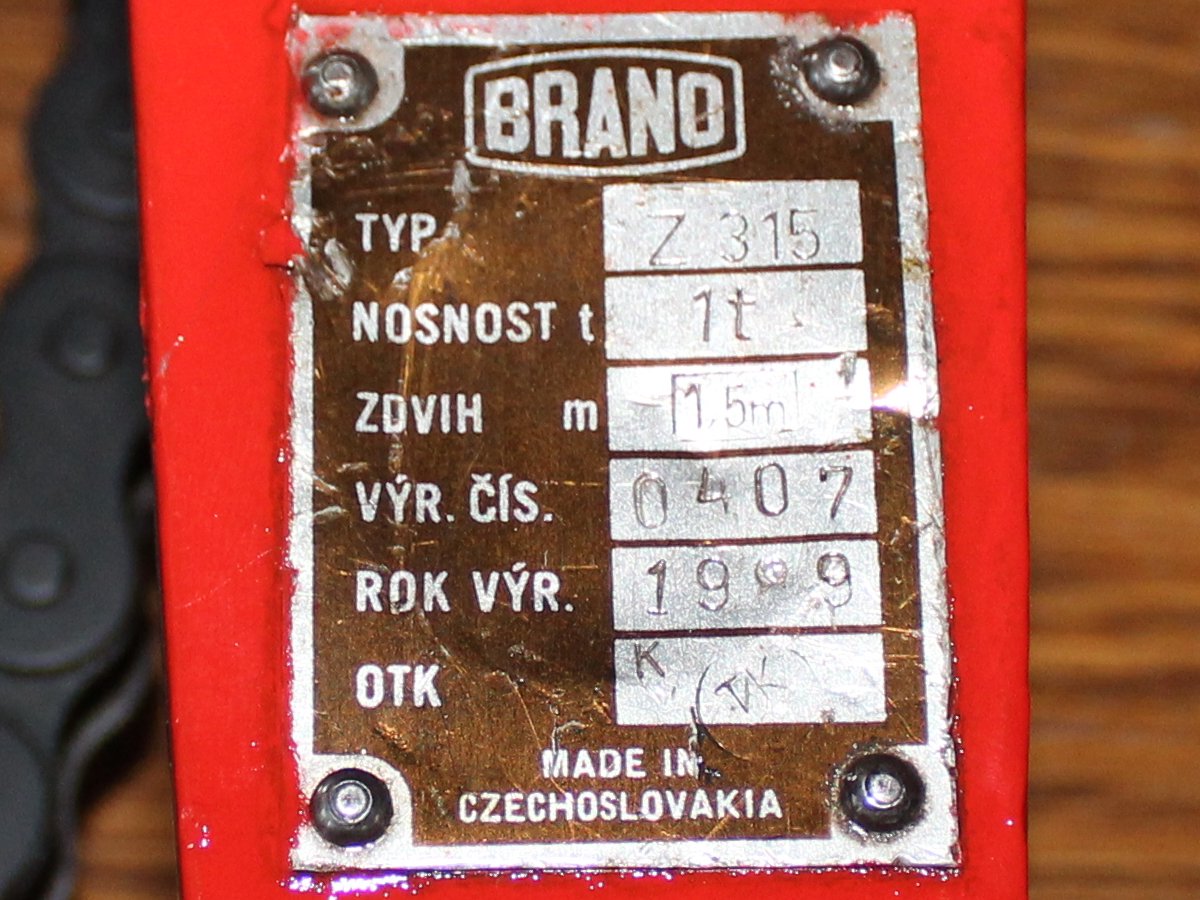 BRANO
TYP Z 315
NOSNOST t 1t
ZDVIH m 1,5m
VÝR. ČÍS. 0407
ROK VÝR.
OTK K
MADE IN
CZECHOSLOVAKIA